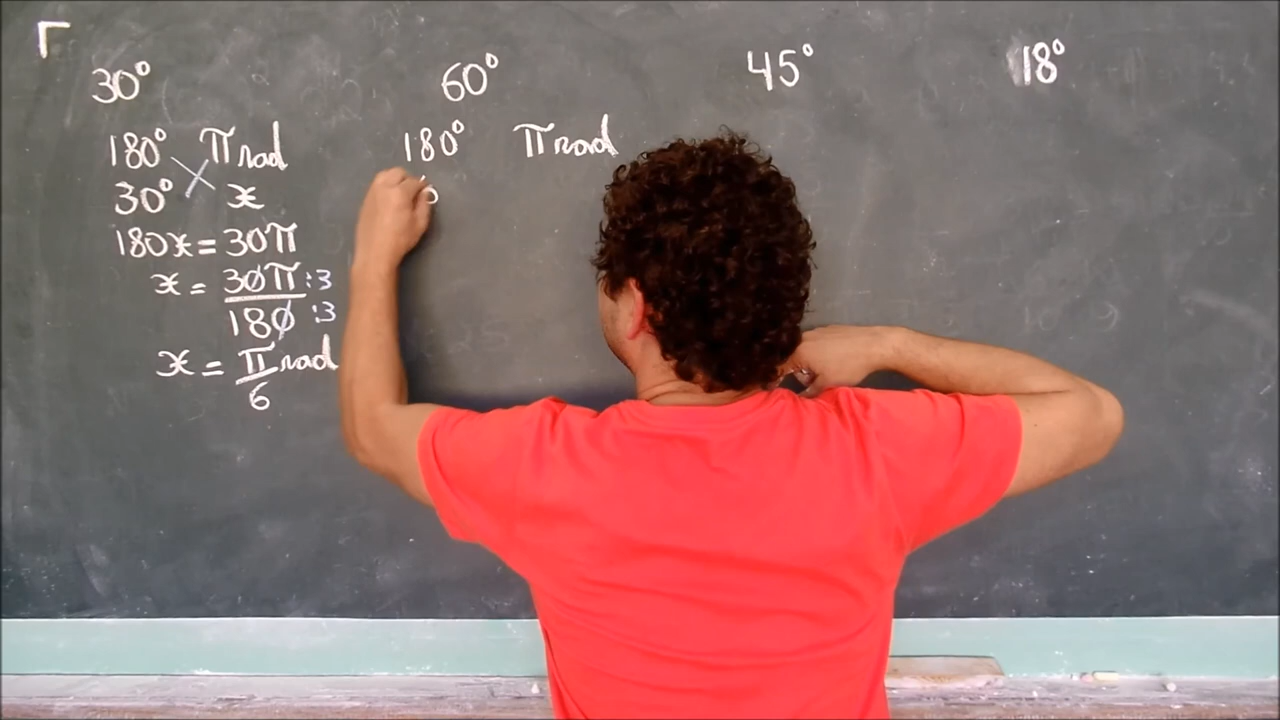 30° 60° 45° 18°
180° π rad
30° x
180x = 30π
x = 30π :3
180 :3
x = π rad
6
180° π rad